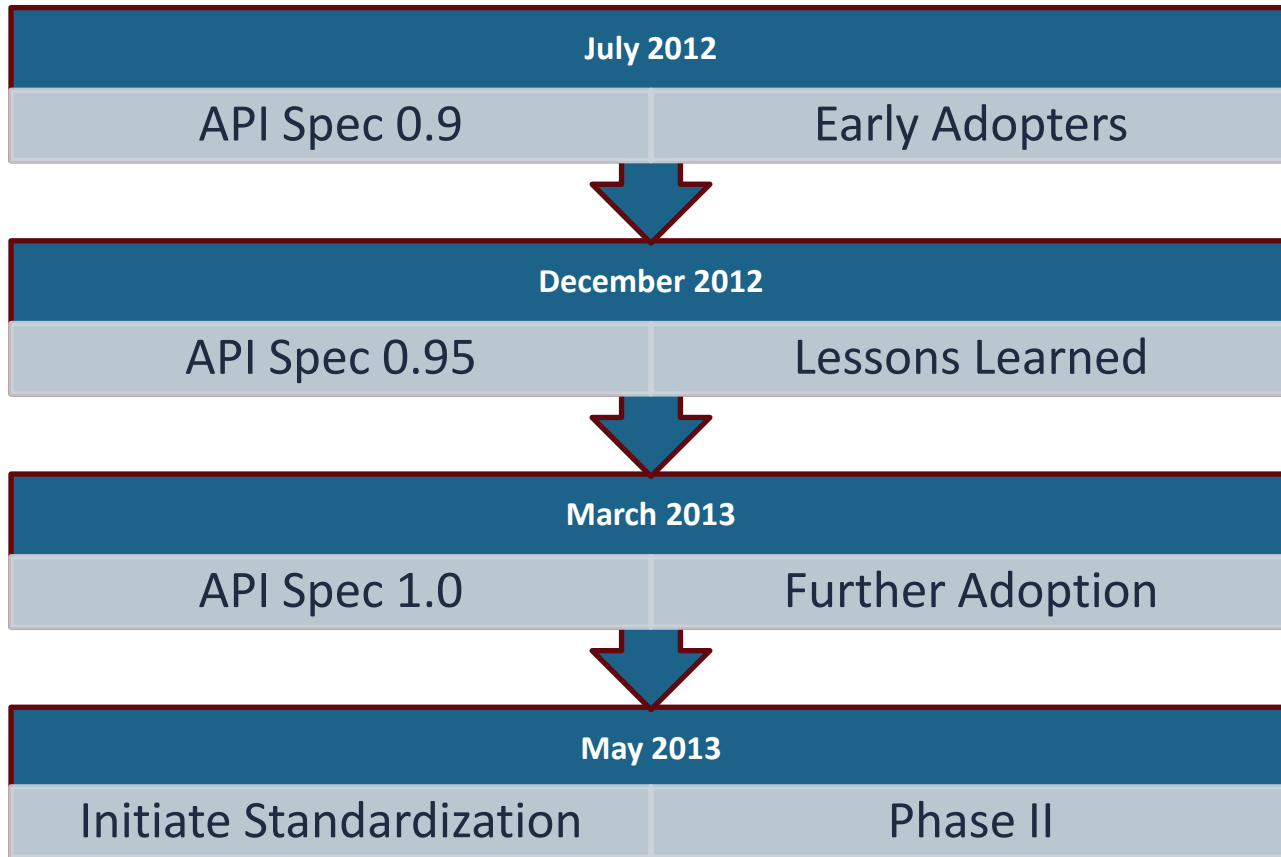 July 2012
API Spec 0.9
Early Adopters
December 2012
API Spec 0.95
Lessons Learned
March 2013
API Spec 1.0
Further Adoption
May 2013
Initiate Standardization
Phase II